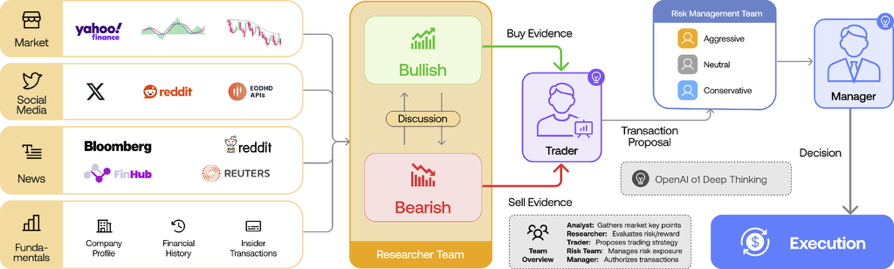 Market
yahoo!
finance
Social
Media
X
reddit
EODHD
APIs
News
Bloomberg
reddit
FinHub
REUTERS
Funda-
mentals
Company
Profile
Financial
History
Insider
Transactions
Bullish
Discussion
Bearish
Researcher Team
Buy Evidence
Sell Evidence
Trader
Transaction
Proposal
Risk Management Team
Aggressive
Neutral
Conservative
Manager
Decision
OpenAI o1 Deep Thinking
Team
Overview
Analyst: Gathers market key points
Researcher: Evaluates risk/reward
Trader: Proposes trading strategy
Risk Team: Manages risk exposure
Manager: Authorizes transactions
$
Execution